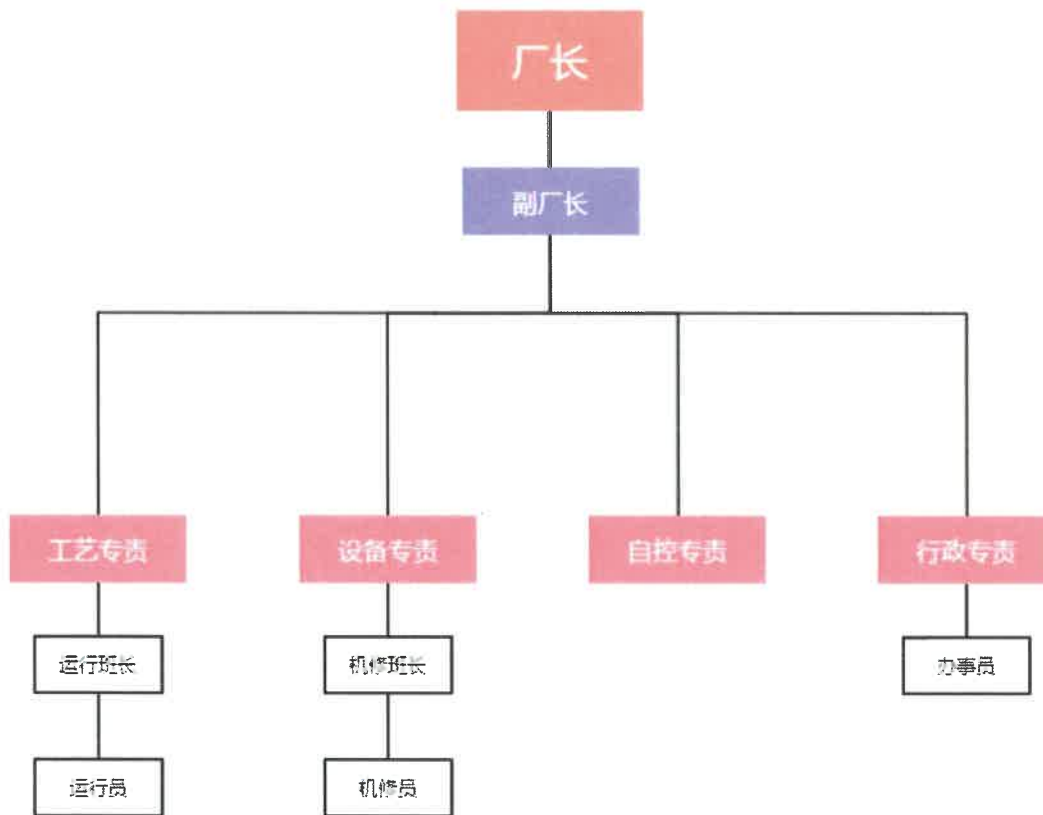 厂长
副厂长
工艺专责
设备专责
自控专责
行政专责
运行班长
机修班长
办事员
运行员
机修员